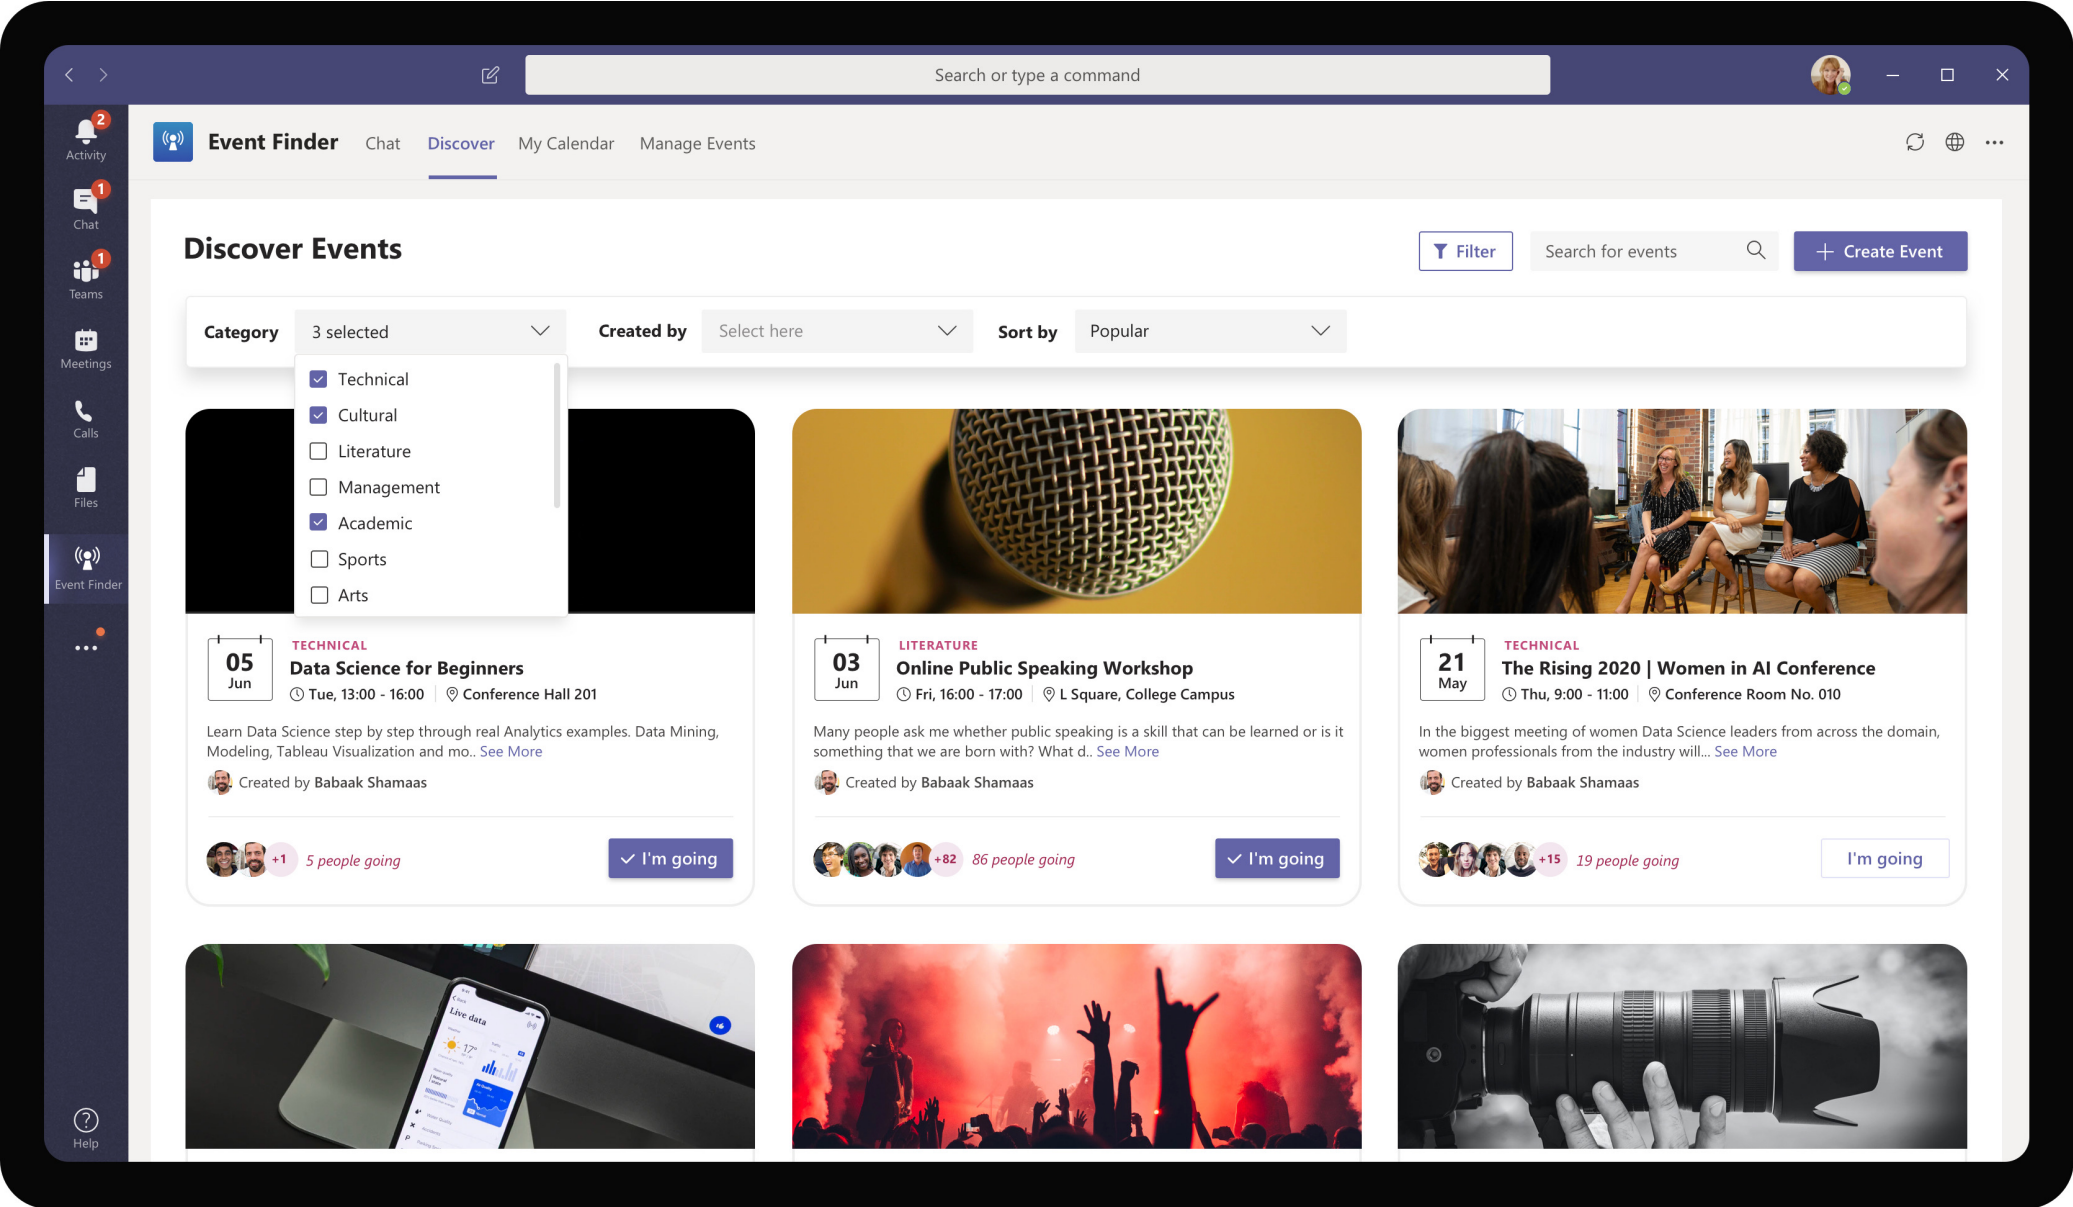 Search or type a command
2
Activity
1
Chat
1
Teams
Meetings
Calls
Files
Event Finder
Help
Event Finder
Chat
Discover
My Calendar
Manage Events
Discover Events
Filter
Search for events
Create Event
Category
3 selected
Created by
Select here
Sort by
Popular
Technical
Cultural
Literature
Management
Academic
Sports
Arts
05
Jun
TECHNICAL
Data Science for Beginners
Tue, 13:00 - 16:00
Conference Hall 201
Learn Data Science step by step through real Analytics examples. Data Mining,
Modeling, Tableau Visualization and mo.. See More
Created by Babaak Shamaas
+1
5 people going
I'm going
03
Jun
LITERATURE
Online Public Speaking Workshop
Fri, 16:00 - 17:00
L Square, College Campus
Many people ask me whether public speaking is a skill that can be learned or is it
something that we are born with? What d.. See More
Created by Babaak Shamaas
+82
86 people going
I'm going
21
May
TECHNICAL
The Rising 2020 | Women in AI Conference
Thu, 9:00 - 11:00
Conference Room No. 010
In the biggest meeting of women Data Science leaders from across the domain,
women professionals from the industry will... See More
Created by Babaak Shamaas
+15
19 people going
I'm going
Live data
17°